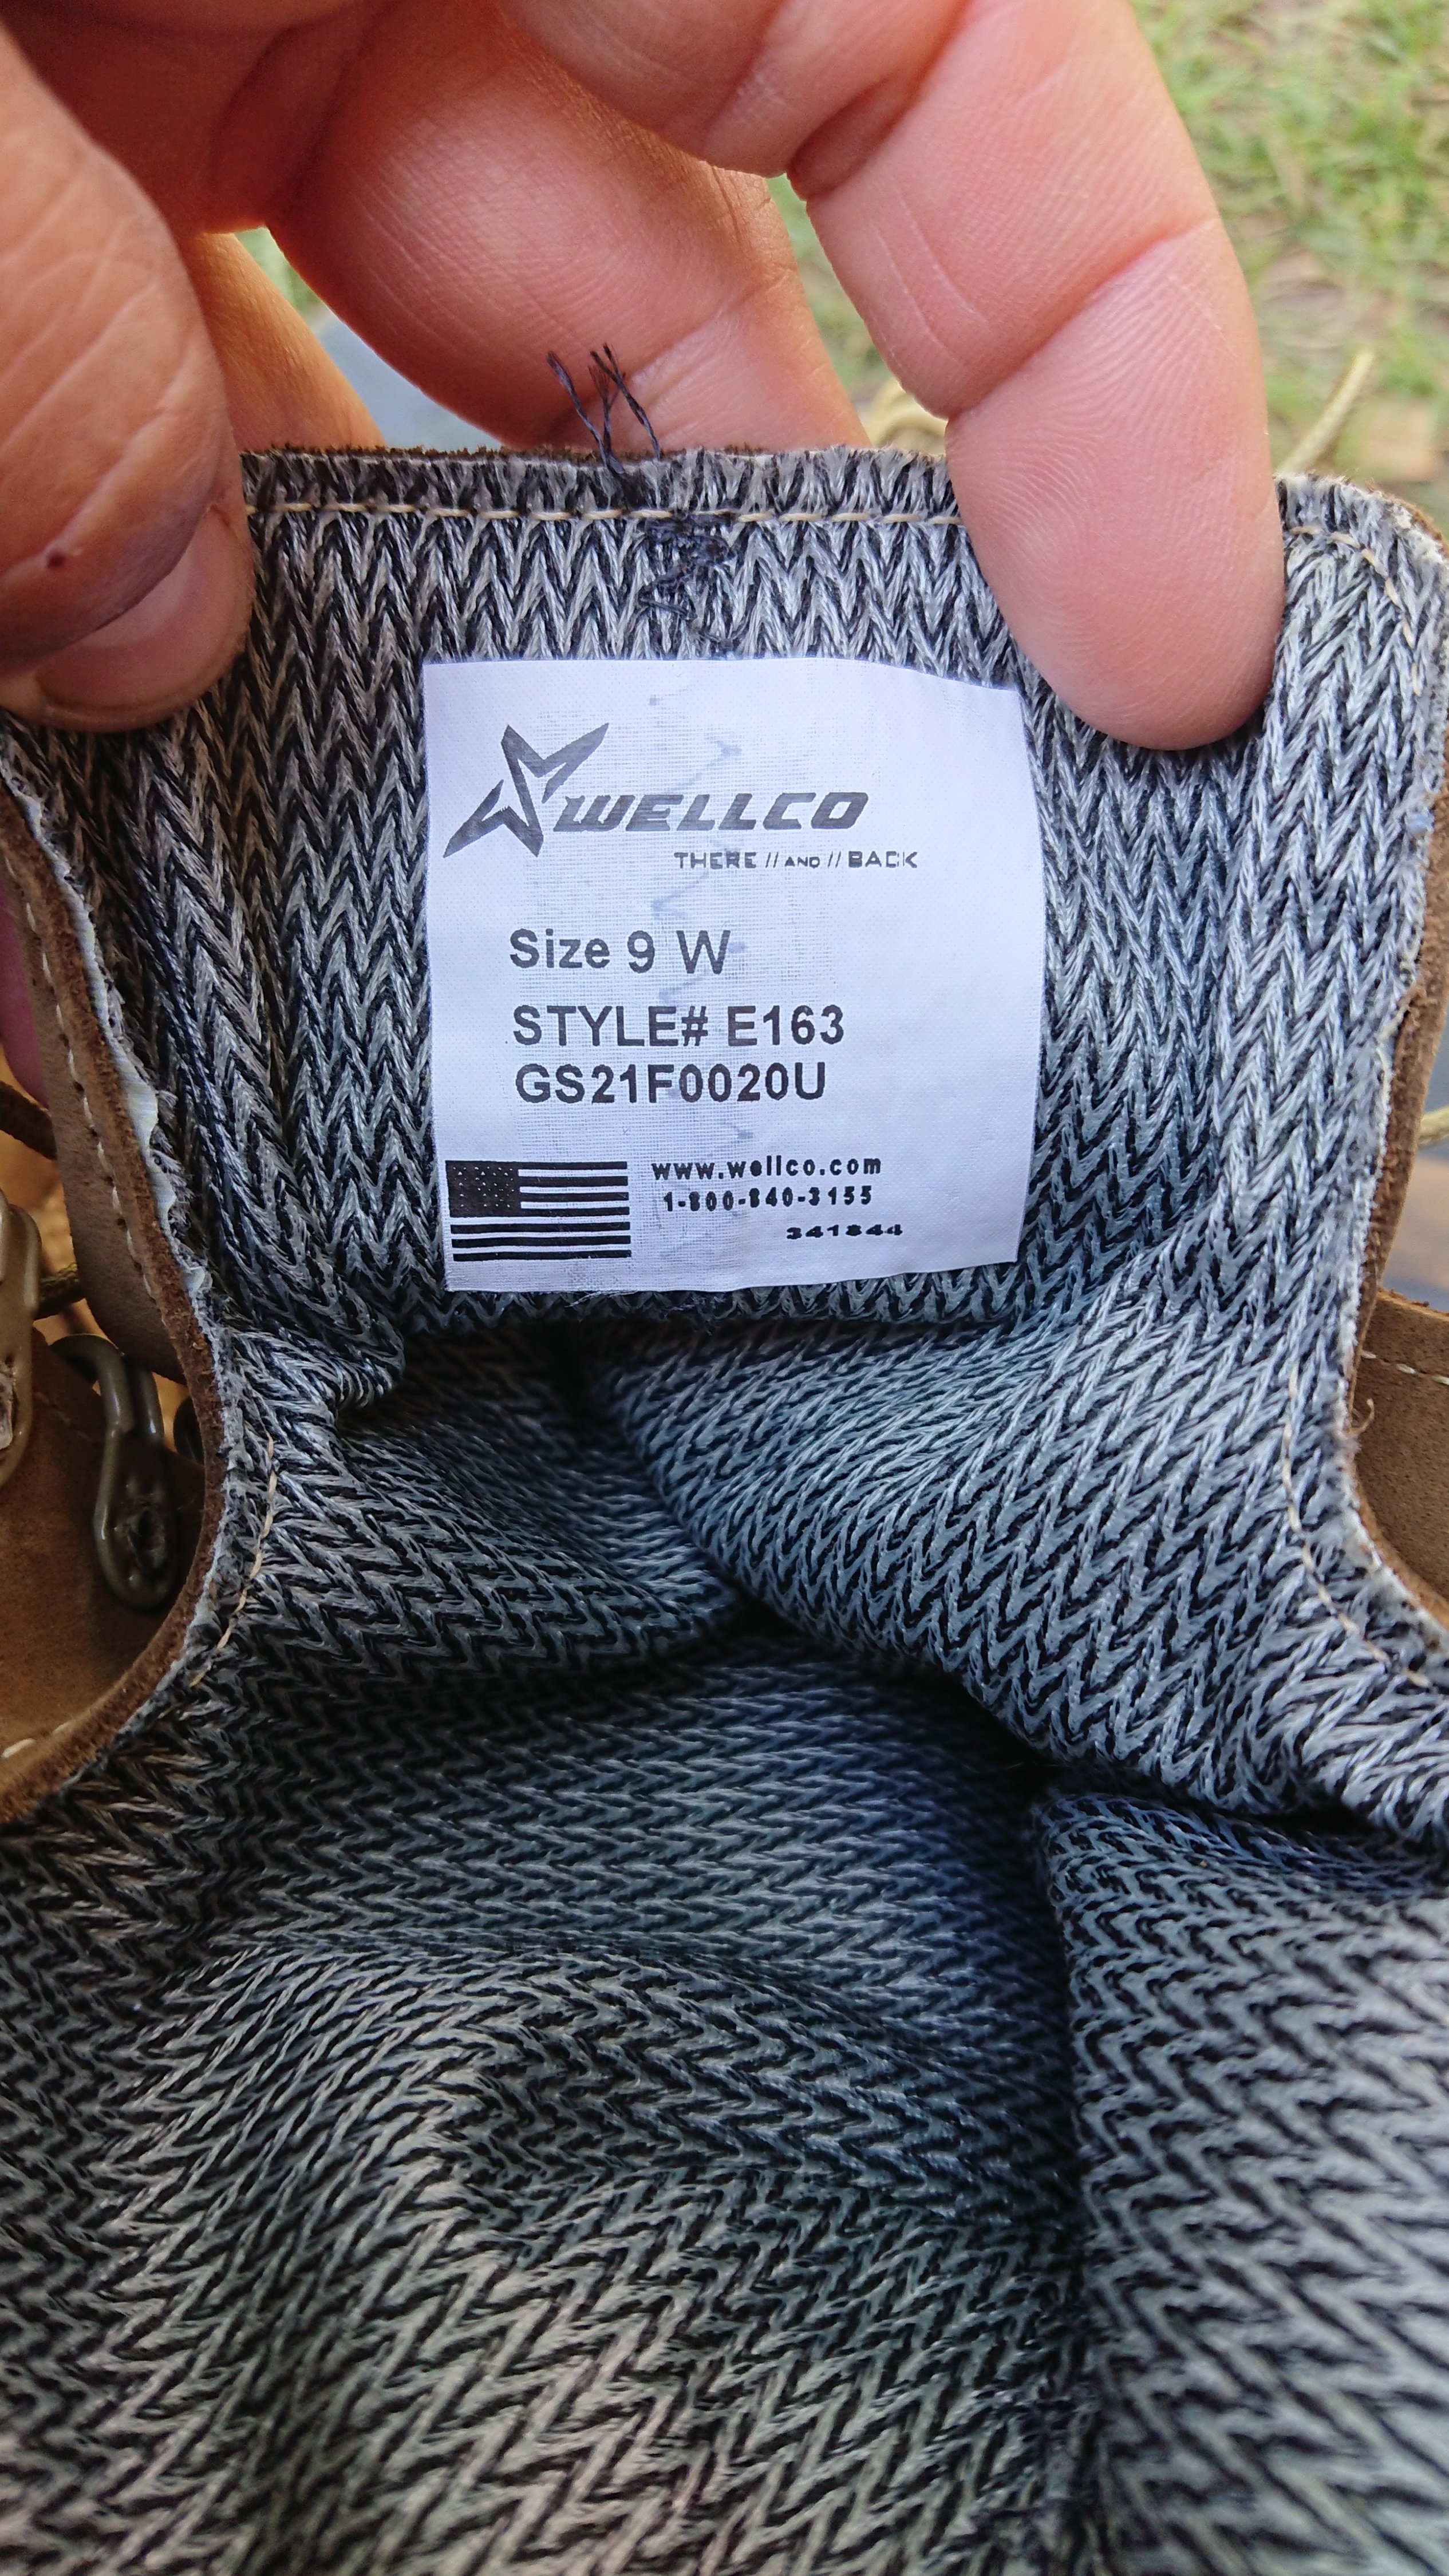 WELLCO
THERE // AND // BACK
Size 9 W
STYLE# E163
GS21F0020U
www.wellco.com
1-800-840-3155
341844